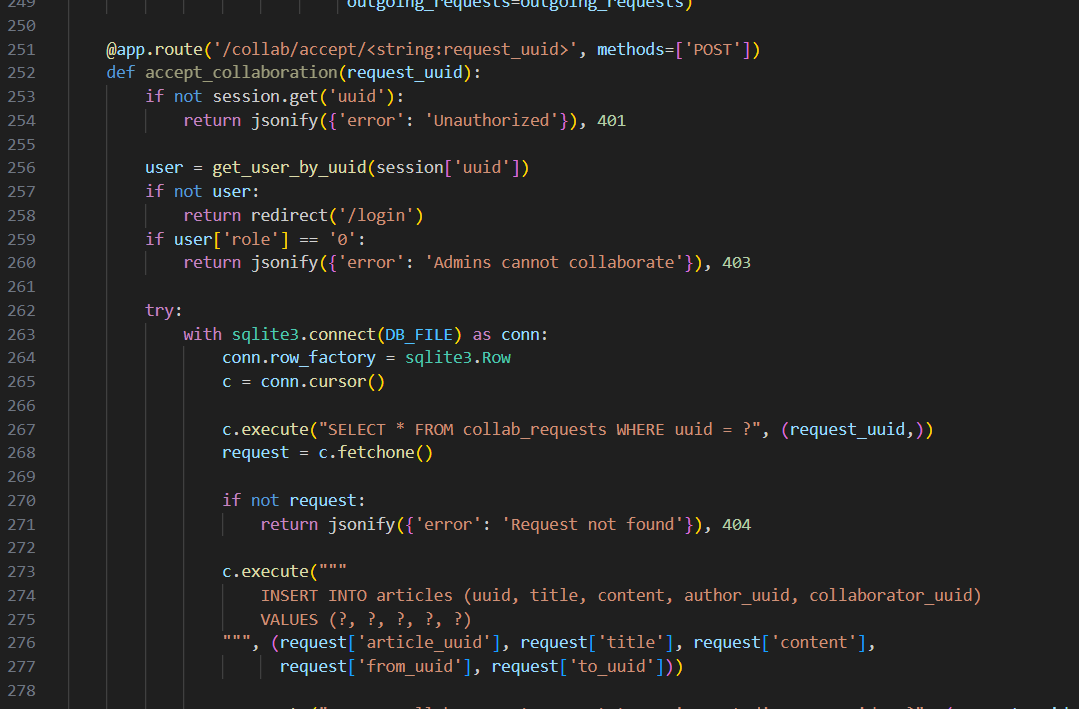 249 outgoing_requests=outgoing_requests)
250
251 @app.route('/collab/accept/<string:request_uuid>', methods=['POST'])
252 def accept_collaboration(request_uuid):
253 if not session.get('uuid'):
254 return jsonify({'error': 'Unauthorized'}), 401
255
256 user = get_user_by_uuid(session['uuid'])
257 if not user:
258 return redirect('/login')
259 if user['role'] == '0':
260 return jsonify({'error': 'Admins cannot collaborate'}), 403
261
262 try:
263 with sqlite3.connect(DB_FILE) as conn:
264 conn.row_factory = sqlite3.Row
265 c = conn.cursor()
266
267 c.execute("SELECT * FROM collab_requests WHERE uuid = ?", (request_uuid,))
268 request = c.fetchone()
269
270 if not request:
271 return jsonify({'error': 'Request not found'}), 404
272
273 c.execute("""
274 INSERT INTO articles (uuid, title, content, author_uuid, collaborator_uuid)
275 VALUES (?, ?, ?, ?, ?)
276 """, (request['article_uuid'], request['title'], request['content'],
277 request['from_uuid'], request['to_uuid']))
278